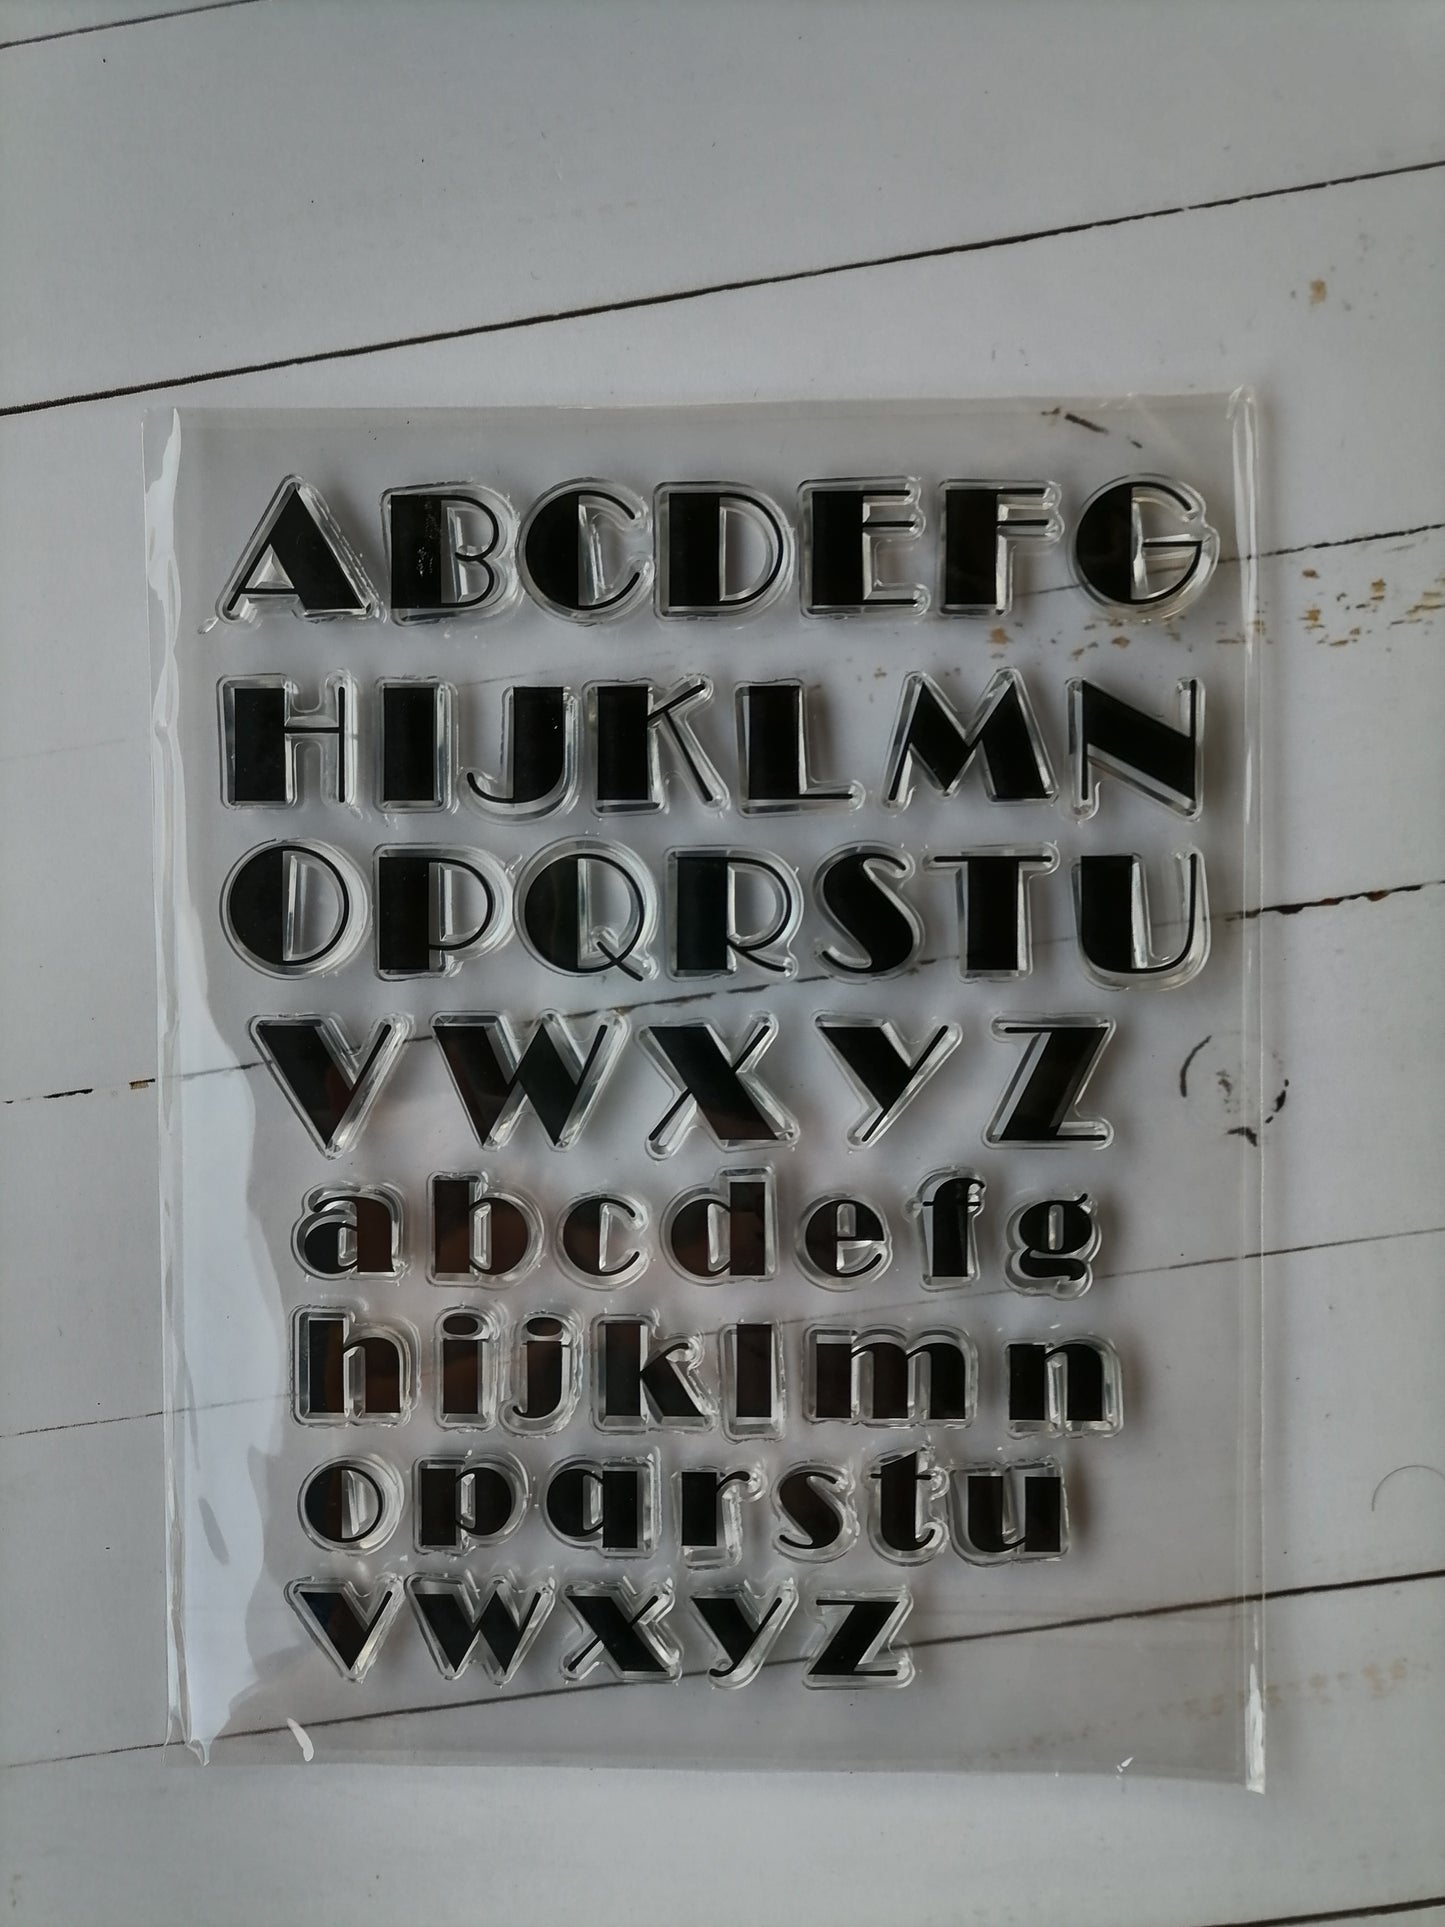 ABCDEFG
HIJKLMN
OPQRSTU
VWXYZ
abcdefg
hijklmn
opqrstu
vwxyz